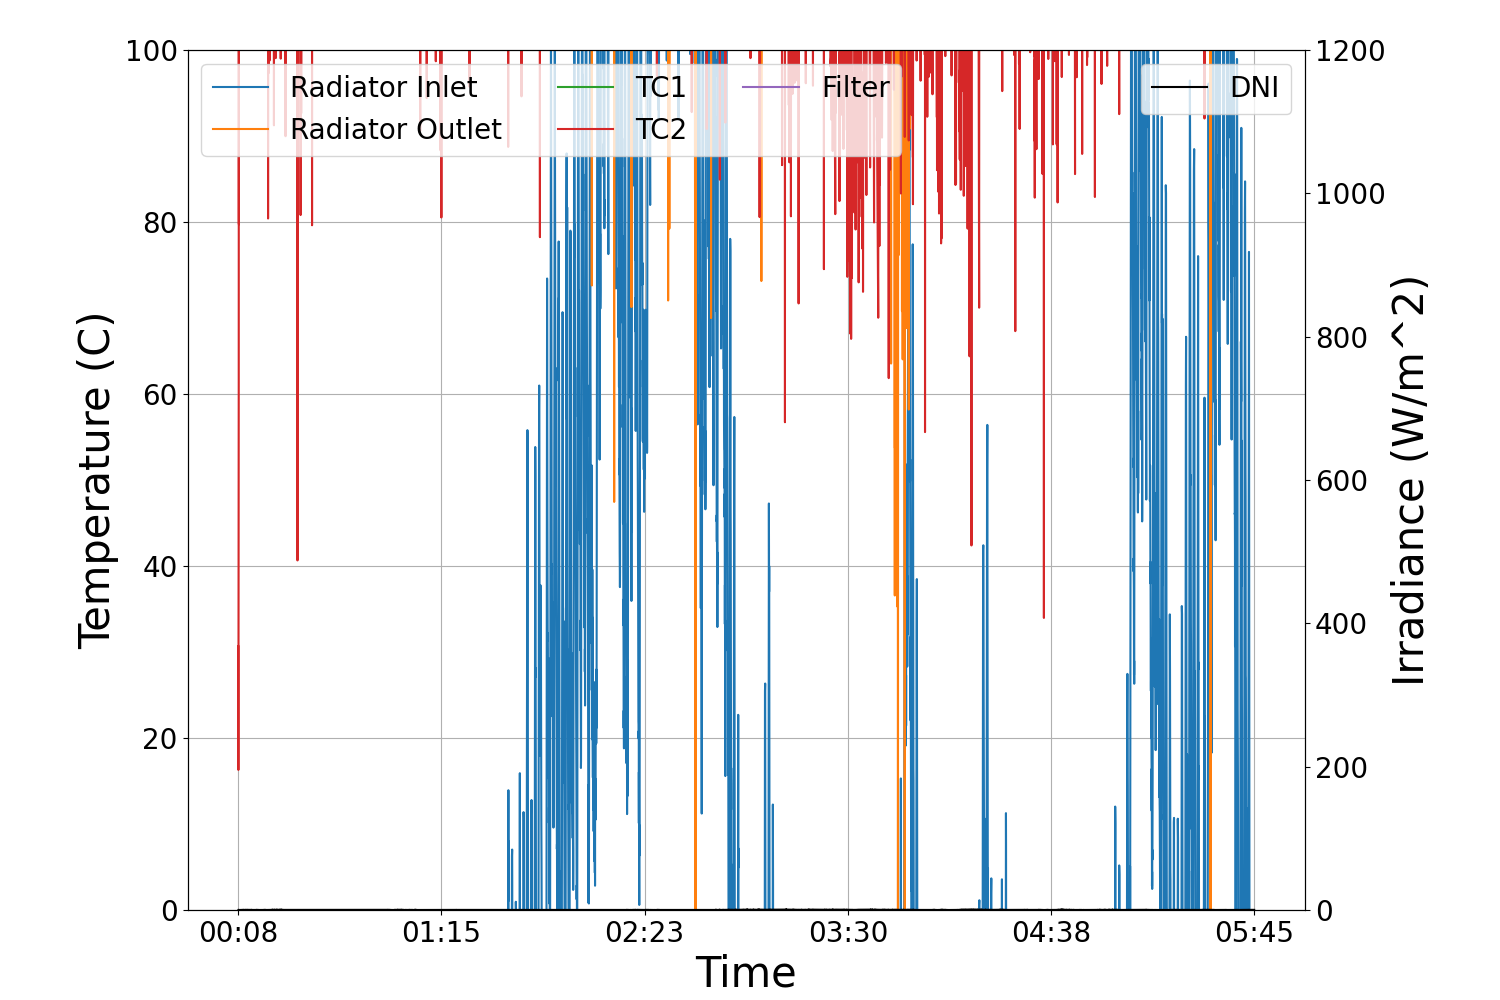 Radiator Inlet
Radiator Outlet
TC1
TC2
Filter
DNI
100
80
60
40
20
0
Temperature (C)
1200
1000
800
600
400
200
0
Irradiance (W/m^2)
00:08 01:15 02:23 03:30 04:38 05:45
Time